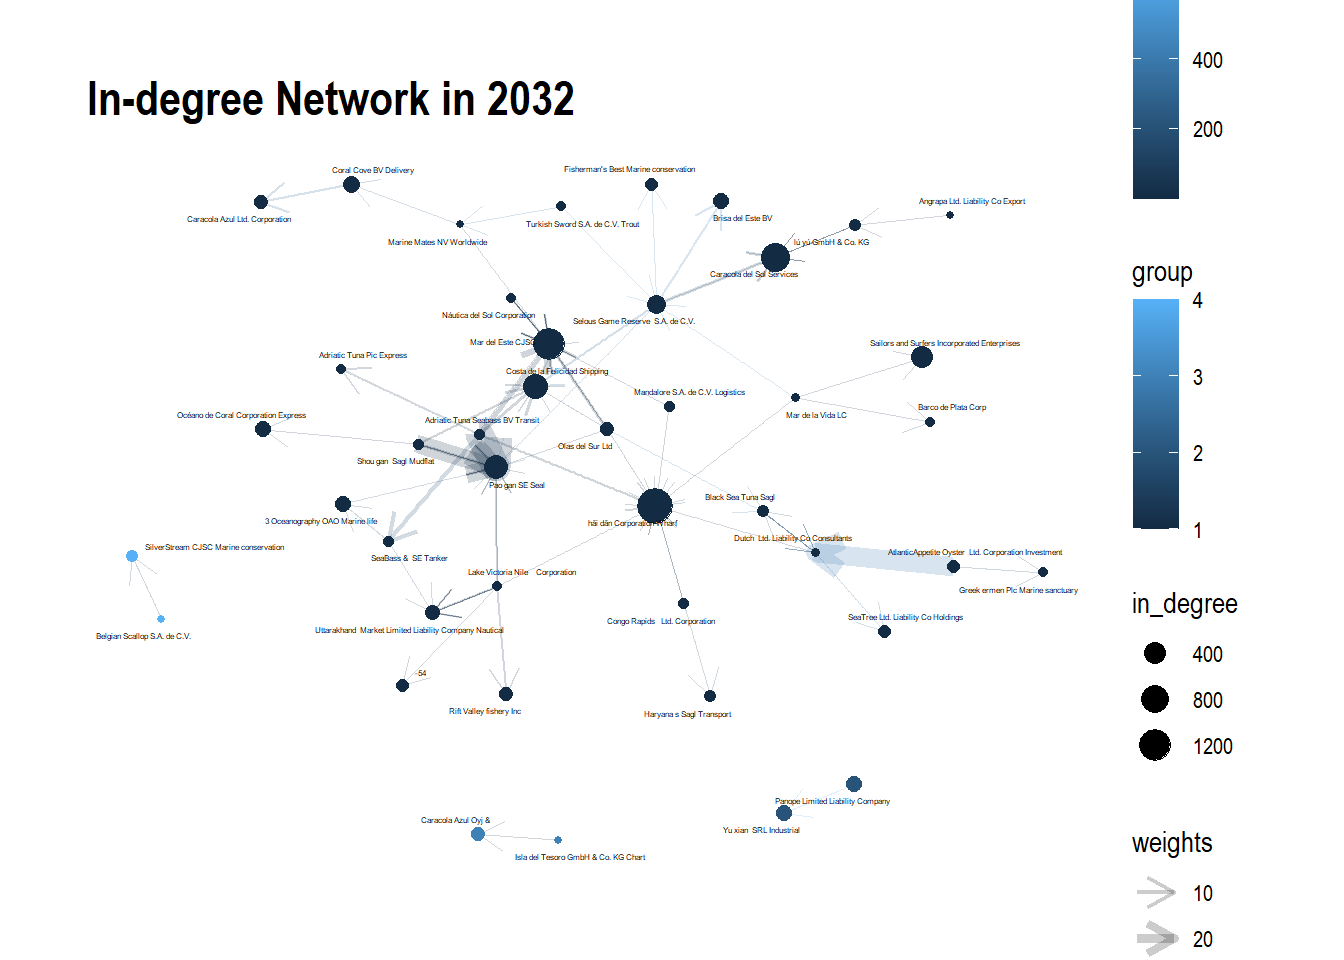 In-degree Network in 2032
400
200
Coral Cove BV Delivery
Fisherman's Best Marine conservation
Angrapa Ltd. Liability Co Export
Caracola Azul Ltd. Corporation
Brisa del Este BV
Turkish Sword S.A. de C.V. Trout
Marine Mates NV Worldwide
Iú yú GmbH & Co. KG
Caracola del Sol Services
group
4
3
2
1
Náutica del Sol Corporation
Selous Game Reserve S.A. de C.V.
Mar del Este CJSC
Sailors and Surfers Incorporated Enterprises
Adriatic Tuna Plc Express
Costa de la Felicidad Shipping
Mandalore S.A. de C.V. Logistics
Océano de Coral Corporation Express
Mar de la Vida LC
Barco de Plata Corp
Adriatic Tuna Seabass BV Transit
Olas del Sur Ltd
Shou gan Sagl Mudflat
Pao gan SE Seal
Black Sea Tuna Sagl
3 Oceanography OAO Marine life
hǎi dǎn Corporation Wharf
Dutch Ltd. Liability Co Consultants
SilverStream CJSC Marine conservation
SeaBass & SE Tanker
AtlanticAppetite Oyster Ltd. Corporation Investment
Lake Victoria Nile Corporation
Greek ermen Plc Marine sanctuary
in_degree
400
800
1200
Congo Rapids Ltd. Corporation
SeaTree Ltd. Liability Co Holdings
Uttarakhand Market Limited Liability Company Nautical
Belgian Scallop S.A. de C.V.
-54
Rift Valley fishery Inc
Haryana s Sagl Transport
Panope Limited Liability Company
Caracola Azul Oyj &
Yu xian SRL Industrial
Isla del Tesoro GmbH & Co. KG Chart
weights
10
20